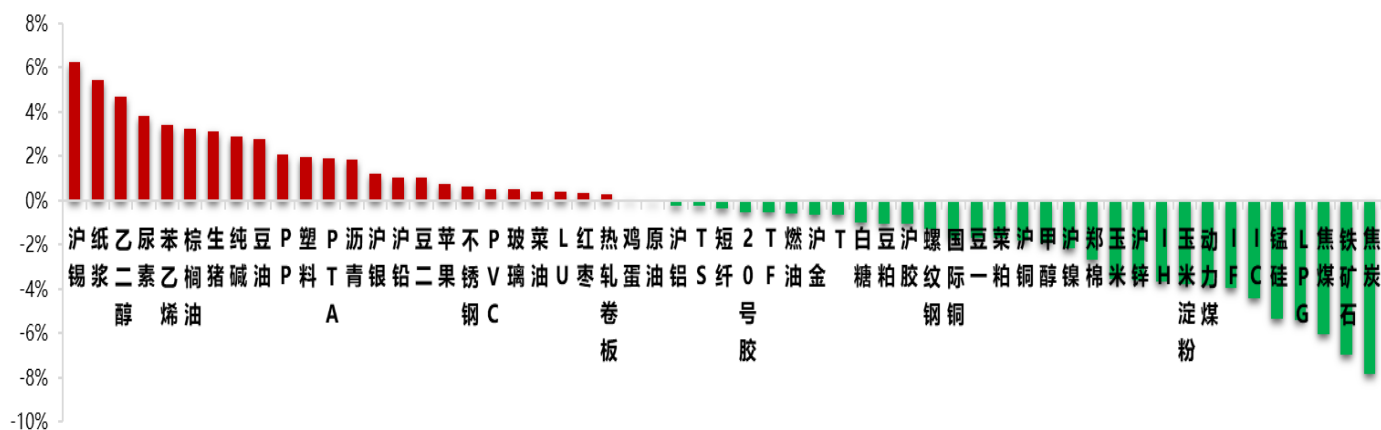 8%
6%
4%
2%
0%
-2%
-4%
-6%
-8%
-10%
沪锡
纸浆
乙二醇
尿素
苯乙烯
棕榈油
生猪
纯碱
豆油
PP
塑料
PTA
沥青
沪银
沪铅
豆二
苹果
不锈钢
PVC
玻璃
菜油
LU
红枣
热轧卷板
鸡蛋
原油
沪铝
TS
短纤
20号胶
TF
燃油
沪金
T
白糖
豆粕
沪胶
螺纹钢
国际铜
豆一
菜粕
沪铜
甲醇
沪镍
郑棉
玉米
沪锌
IH
玉米淀粉
动力煤
IF
IC
锰硅
LPG
焦煤
铁矿石
焦炭